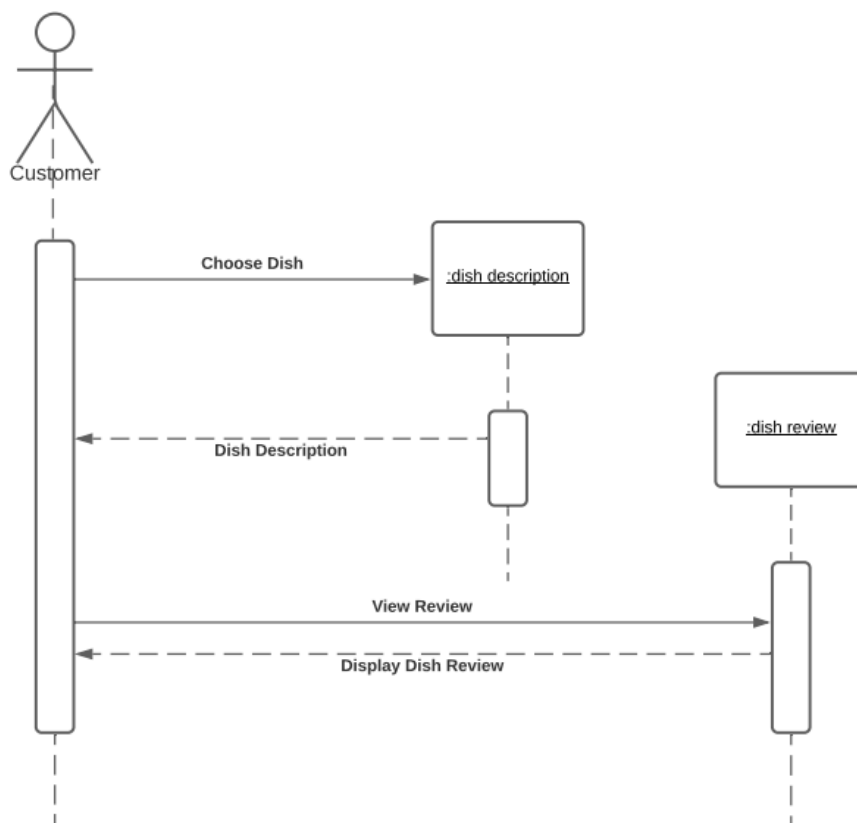 Customer
Choose Dish
:dish description
Dish Description
:dish review
View Review
Display Dish Review